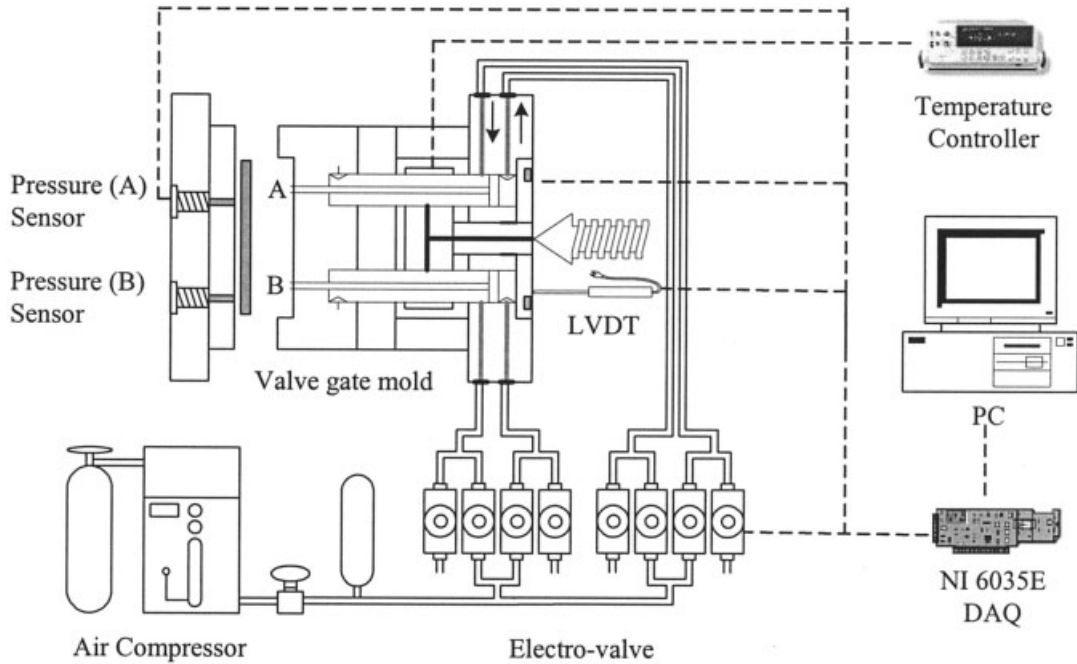 Temperature
Controller
Pressure (A)
Sensor
A
Pressure (B)
Sensor
B
LVDT
Valve gate mold
PC
NI 6035E
DAQ
Air Compressor
Electro-valve